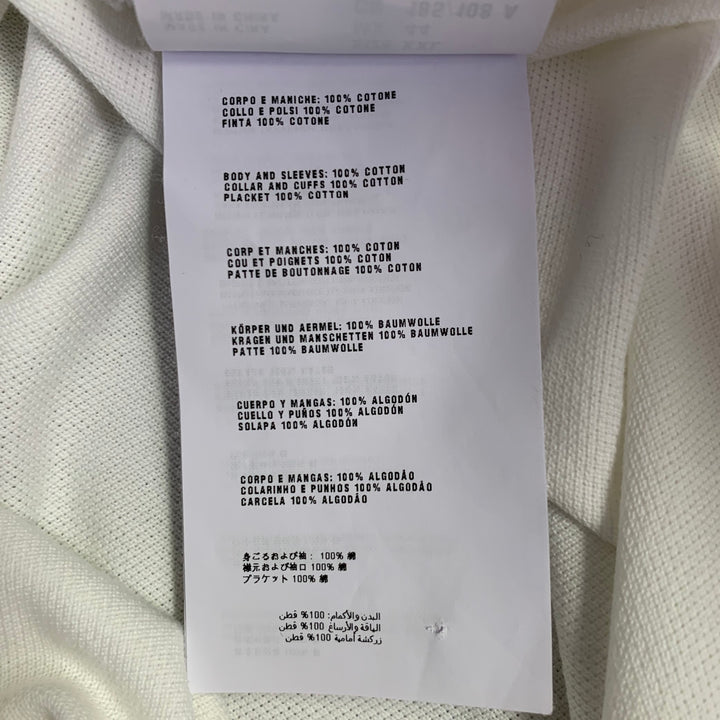 CORPO E MANICHE: 100% COTONE
COLLO E POLSI 100% COTONE
FINTA 100% COTONE
BODY AND SLEEVES: 100% COTTON
COLLAR AND CUFFS 100% COTTON
PLACKET 100% COTTON
CORP ET MANCHES: 100% COTON
COU ET POIGNETS 100% COTON
PATTE DE BOUTONNAGE 100% COTON
KÖRPER UND AERMEL: 100% BAUMWOLLE
KRAGEN UND MANSCHETTEN 100% BAUMWOLLE
PATTE 100% BAUMWOLLE
CUERPO Y MANGAS: 100% ALGODÓN
CUELLO Y PUÑOS 100% ALGODÓN
SOLAPA 100% ALGODÓN
CORPO E MANGAS: 100% ALGODÃO
COLARINHO E PUNHOS 100% ALGODÃO
CARCELA 100% ALGODÃO
身ごろおよび袖: 100% 綿
襟元および袖口 100% 綿
プラケット 100% 綿
البدن والأكمام: 100% قطن
الياقة والأرساغ 100% قطن
زركشة أمامية 100% قطن